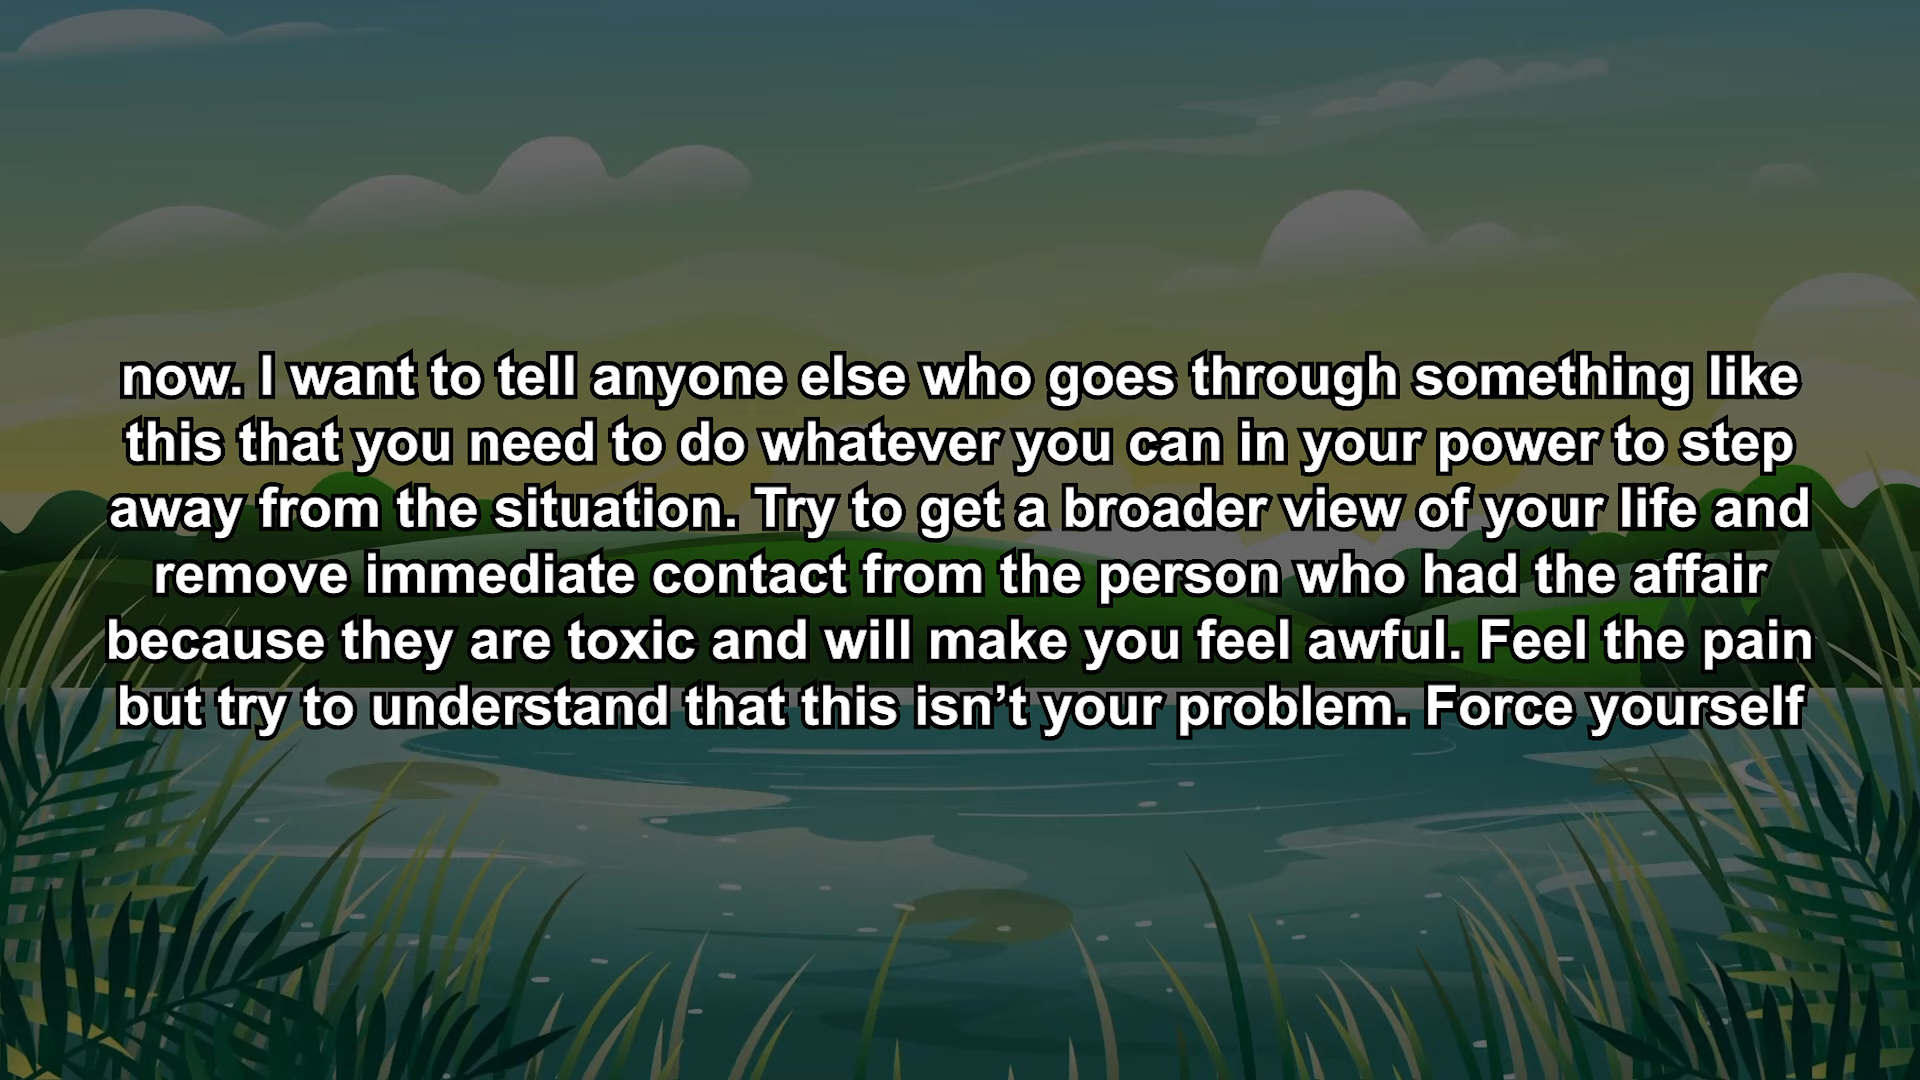 now. I want to tell anyone else who goes through something like
this that you need to do whatever you can in your power to step
away from the situation. Try to get a broader view of your life and
remove immediate contact from the person who had the affair
because they are toxic and will make you feel awful. Feel the pain
but try to understand that this isn’t your problem. Force yourself